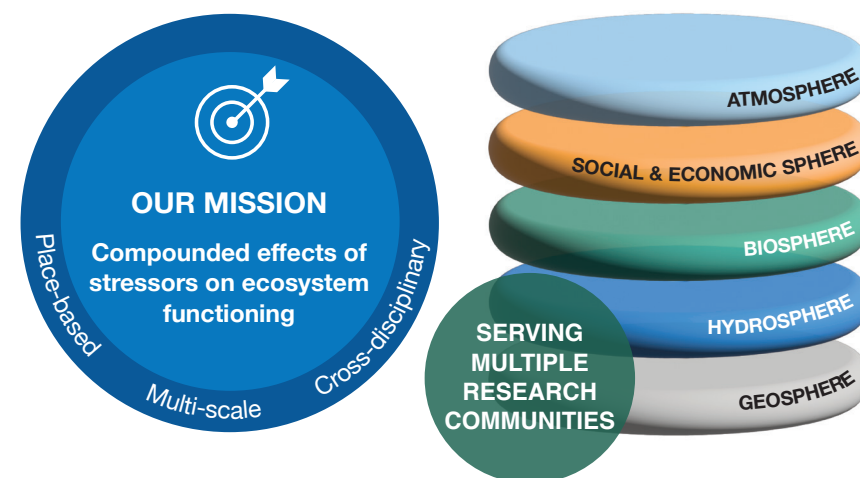 OUR MISSION
Compounded effects of
stressors on ecosystem
functioning
Place-based
Multi-scale
Cross-disciplinary
ATMOSPHERE
SOCIAL & ECONOMIC SPHERE
BIOSPHERE
HYDROSPHERE
GEOSPHERE
SERVING
MULTIPLE
RESEARCH
COMMUNITIES